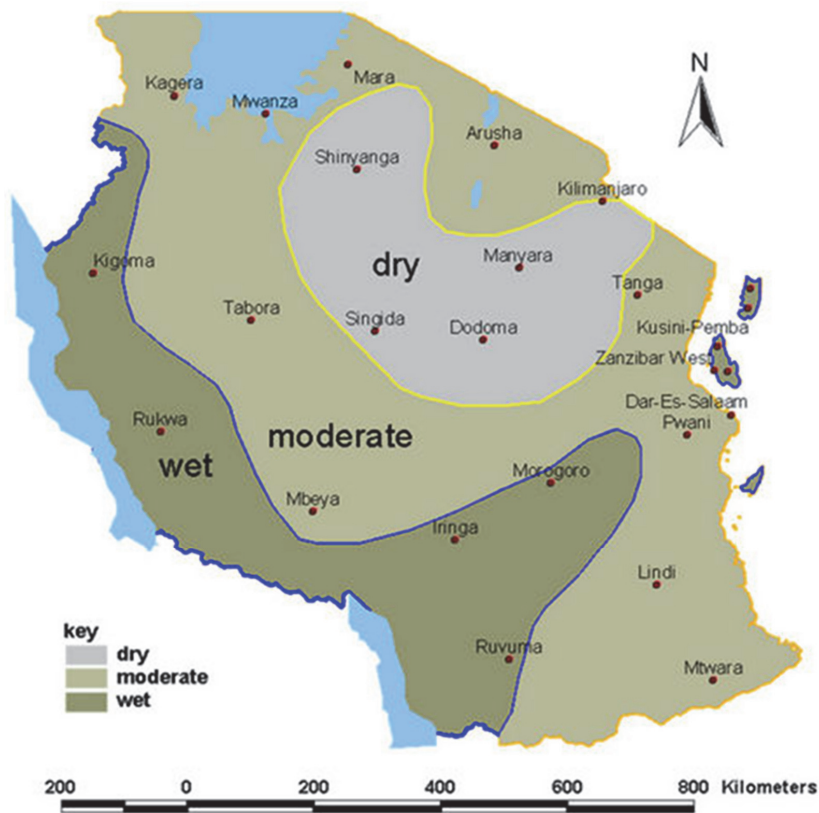 N
Mara
Kagera
Mwanza
Arusha
Shinyanga
Kilimanjaro
Manyara
dry
Kigoma
Tanga
Tabora
Singida
Dodoma
Kusini-Pemba
Zanzibar West
Dar-Es-Salaam
Pwani
Rukwa
moderate
wet
Morogoro
Mbeya
Iringa
Lindi
Ruvuma
Mtwara
key
dry
moderate
wet
200 0 200 400 600 800 Kilometers